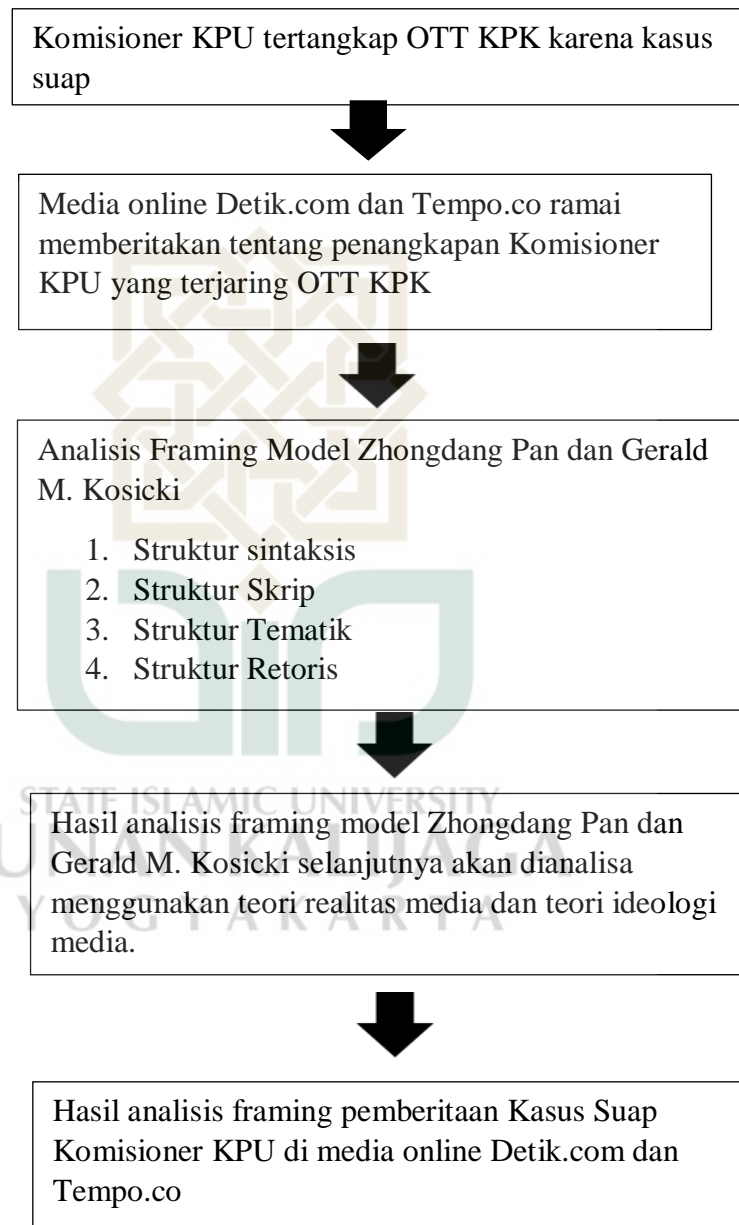 Komisioner KPU tertangkap OTT KPK karena kasus
suap
Media online Detik.com dan Tempo.co ramai
memberitakan tentang penangkapan Komisioner
KPU yang terjaring OTT KPK
Analisis Framing Model Zhongdang Pan dan Gerald
M. Kosicki
1. Struktur sintaksis
2. Struktur Skrip
3. Struktur Tematik
4. Struktur Retoris
STATE ISLAMIC UNIVERSITY
SUNAN KALIJAGA
YOGYAKARTA
Hasil analisis framing model Zhongdang Pan dan
Gerald M. Kosicki selanjutnya akan dianalisa
menggunakan teori realitas media dan teori ideologi
media.
Hasil analisis framing pemberitaan Kasus Suap
Komisioner KPU di media online Detik.com dan
Tempo.co